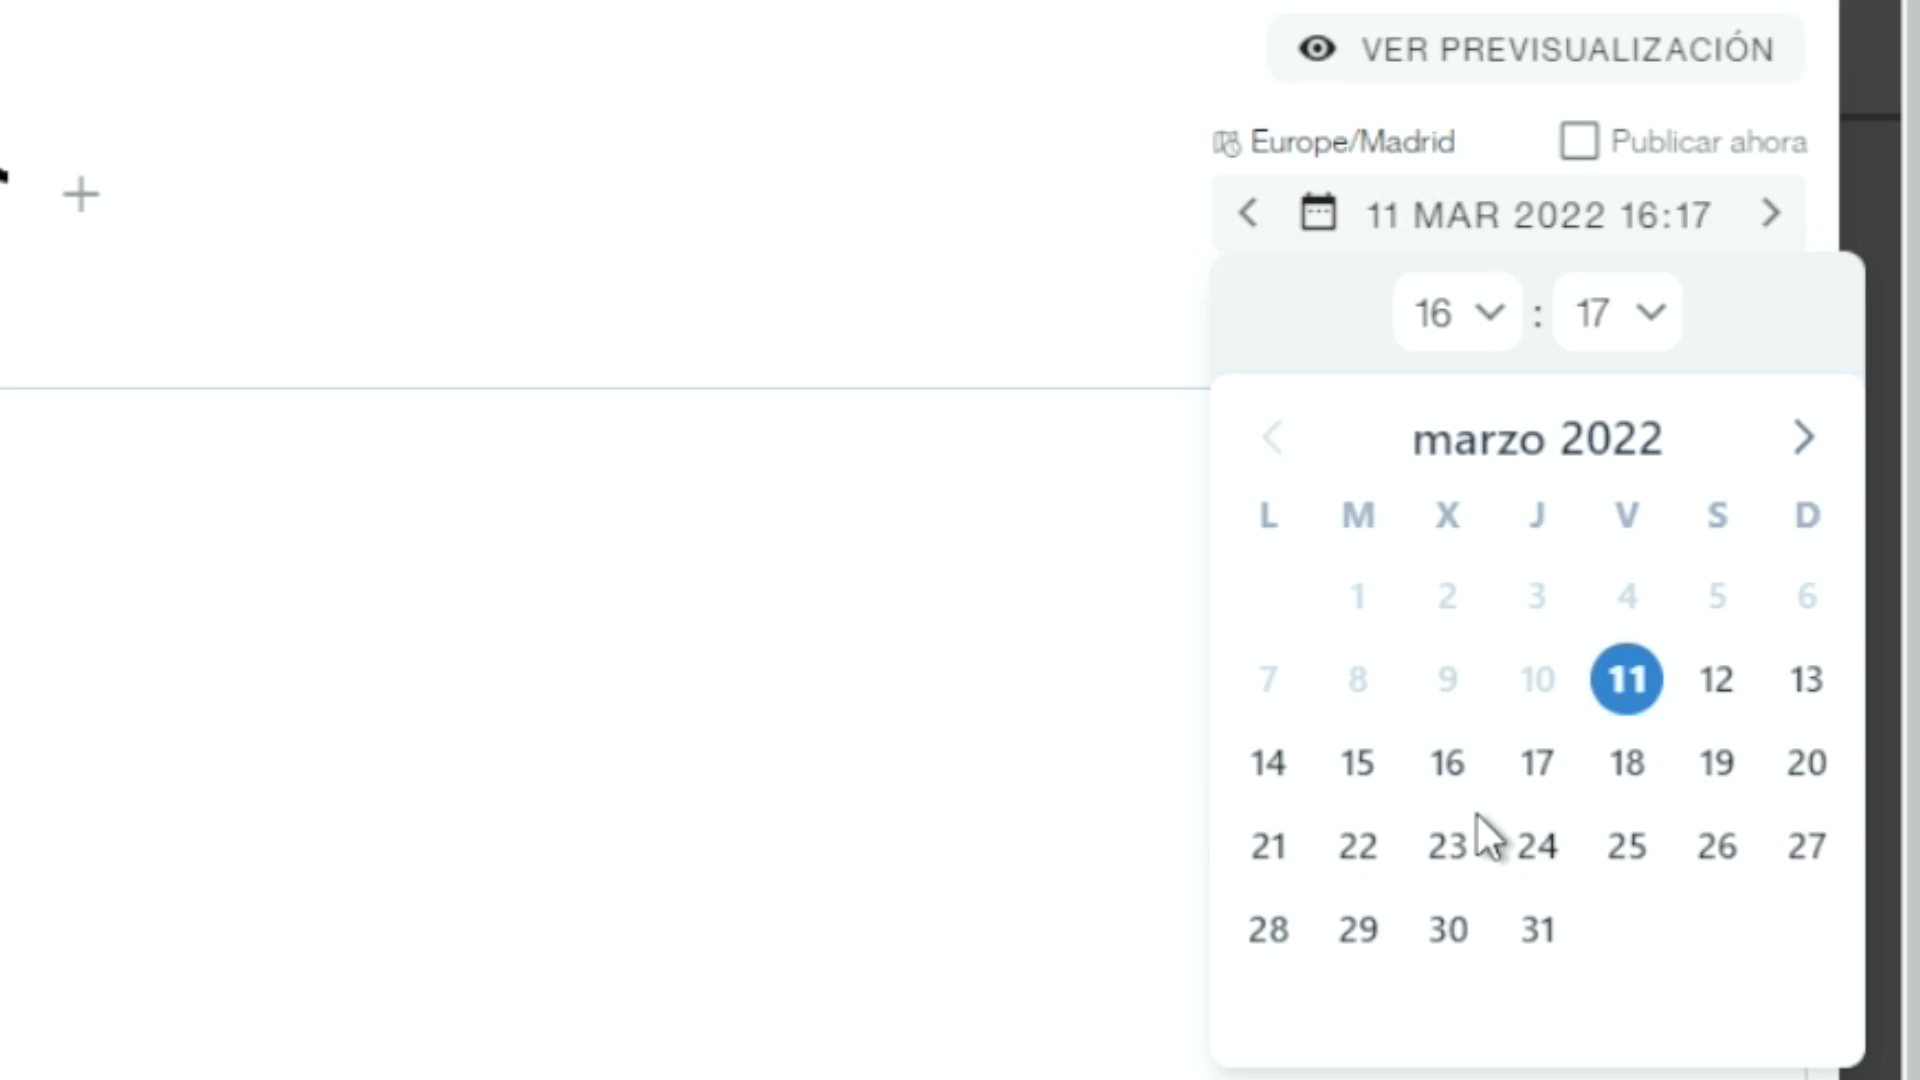 VER PREVISUALIZACIÓN
Europe/Madrid Publicar ahora
11 MAR 2022 16:17
16 : 17
marzo 2022
L M X J V S D
1 2 3 4 5 6
7 8 9 10 11 12 13
14 15 16 17 18 19 20
21 22 23 24 25 26 27
28 29 30 31